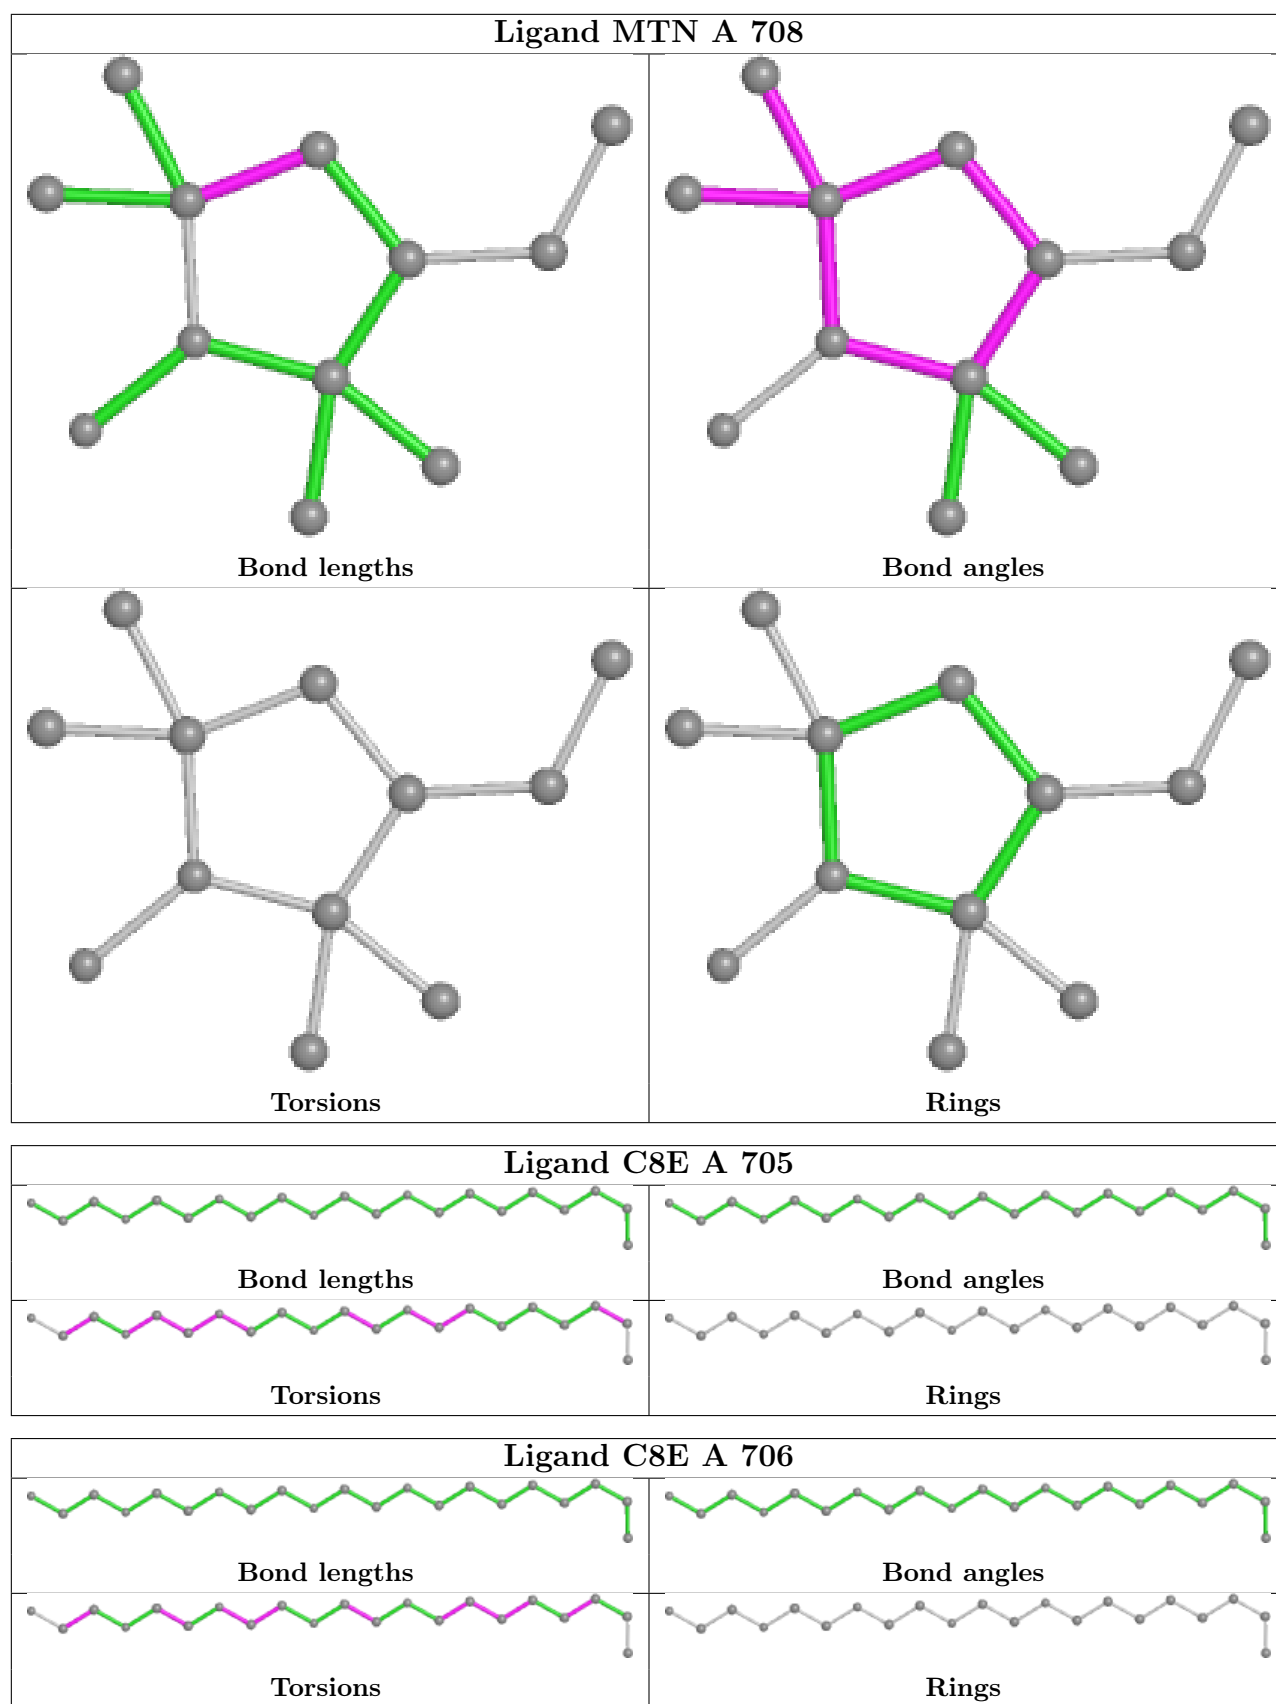 Ligand MTN A 708
Bond lengths
Bond angles
Torsions
Rings
Ligand C8E A 705
Bond lengths
Bond angles
Torsions
Rings
Ligand C8E A 706
Bond lengths
Bond angles
Torsions
Rings